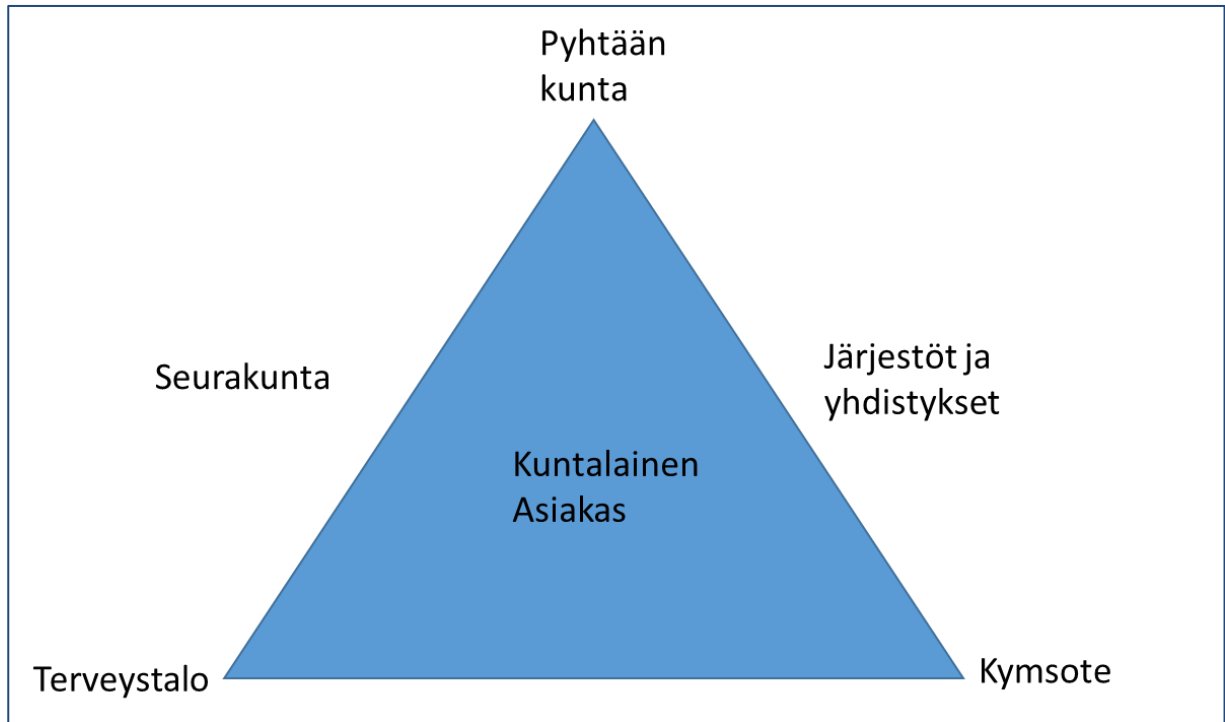 Pyhtään
kunta
Seurakunta
Järjestöt ja
yhdistykset
Kuntalainen
Asiakas
Terveystalo
Kymsote